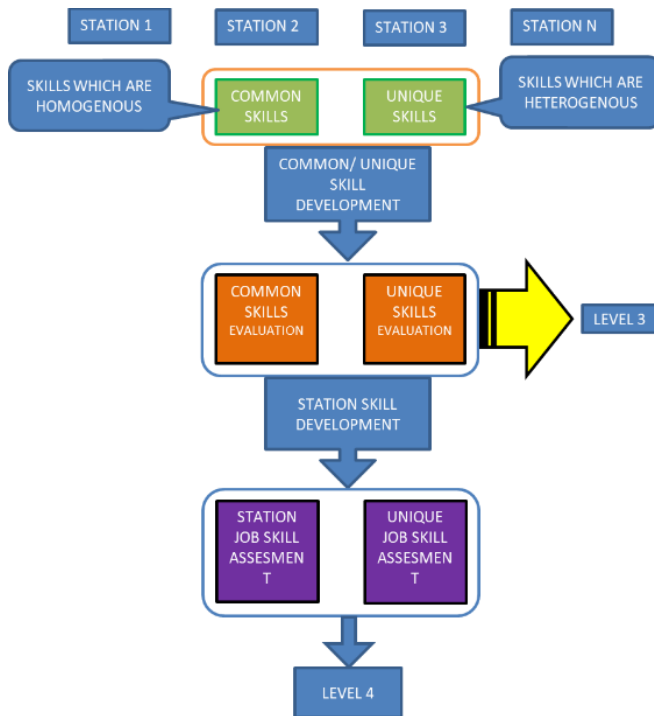 STATION 1
STATION 2
STATION 3
STATION N
SKILLS WHICH ARE
HOMOGENOUS
COMMON
SKILLS
UNIQUE
SKILLS
SKILLS WHICH ARE
HETEROGENOUS
COMMON/ UNIQUE
SKILL
DEVELOPMENT
COMMON
SKILLS
EVALUATION
UNIQUE
SKILLS
EVALUATION
LEVEL 3
STATION SKILL
DEVELOPMENT
STATION
JOB SKILL
ASSESMEN
T
UNIQUE
JOB SKILL
ASSESMEN
T
LEVEL 4